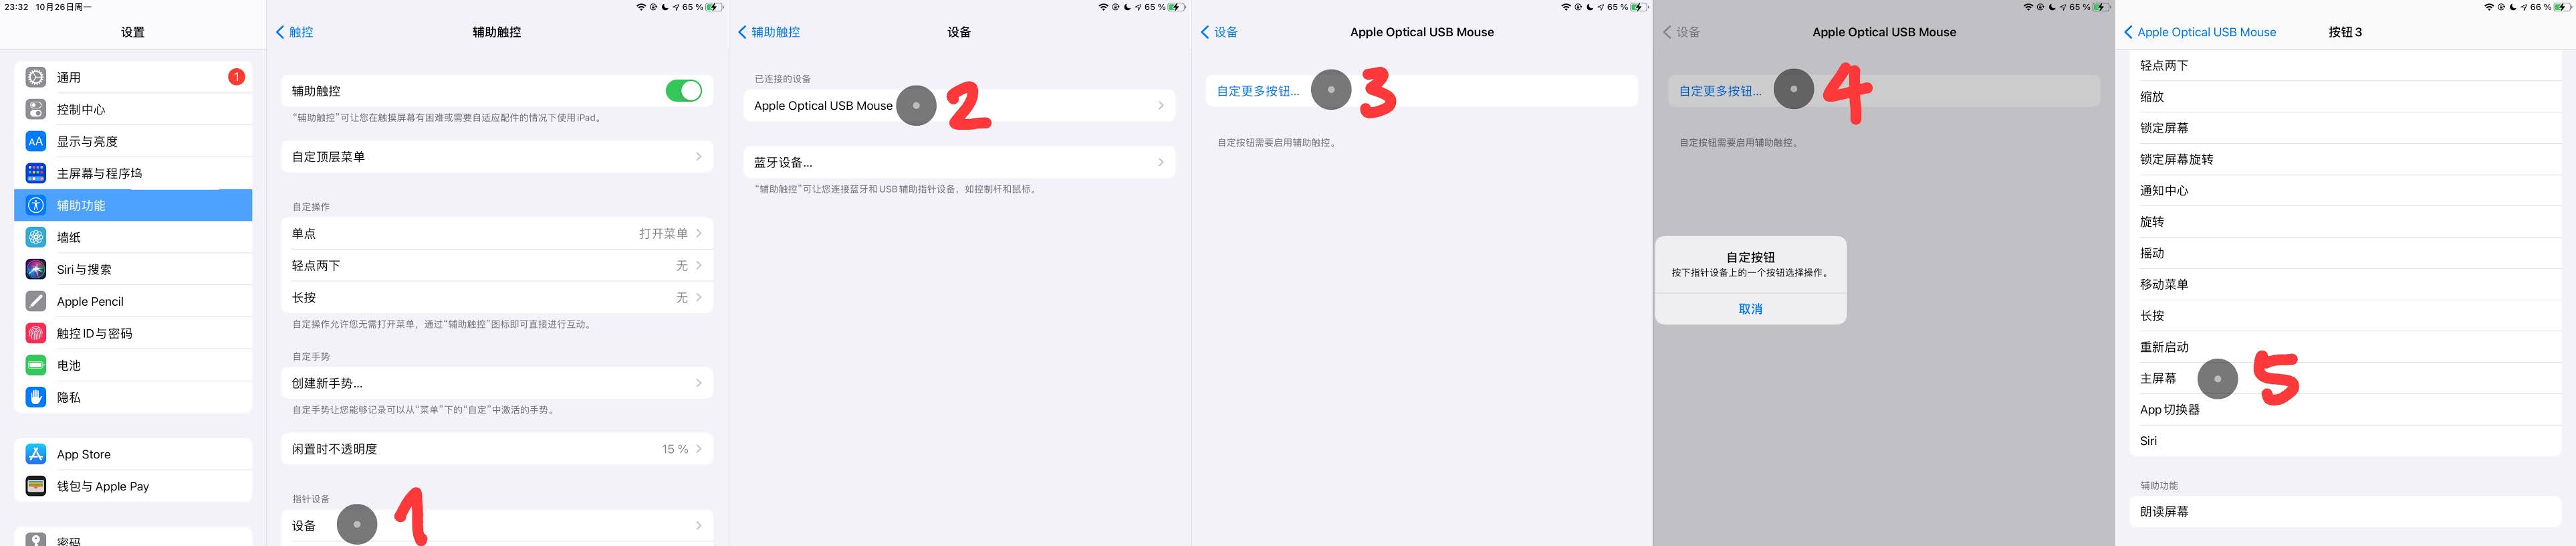 23:32 10月26日周一
设置
通用
1
控制中心
显示与亮度
主屏幕与程序坞
辅助功能
墙纸
Siri与搜索
Apple Pencil
触控ID与密码
电池
隐私
App Store
钱包与 Apple Pay
密码
65 %
触控
辅助触控
辅助触控
“辅助触控”可让您在触摸屏幕有困难或需要自适应配件的情况下使用iPad。
自定顶层菜单
自定操作
单点 打开菜单
轻点两下 无
长按 无
自定操作允许您无需打开菜单，通过“辅助触控”图标即可直接进行互动。
自定手势
创建新手势...
自定手势让您能够记录可以从“菜单”下的“自定”中激活的手势。
闲置时不透明度 15 %
指针设备
设备
1
65 %
辅助触控
设备
已连接的设备
Apple Optical USB Mouse
2
蓝牙设备...
“辅助触控”可让您连接蓝牙和USB辅助指针设备，如控制杆和鼠标。
65 %
设备
Apple Optical USB Mouse
自定更多按钮...
3
自定按钮需要启用辅助触控。
65 %
设备
Apple Optical USB Mouse
自定更多按钮...
4
自定按钮需要启用辅助触控。
自定按钮
按下指针设备上的一个按钮选择操作。
取消
66 %
Apple Optical USB Mouse
按钮 3
轻点两下
缩放
锁定屏幕
锁定屏幕旋转
通知中心
旋转
摇动
移动菜单
长按
重新启动
主屏幕
5
App 切换器
Siri
辅助功能
朗读屏幕